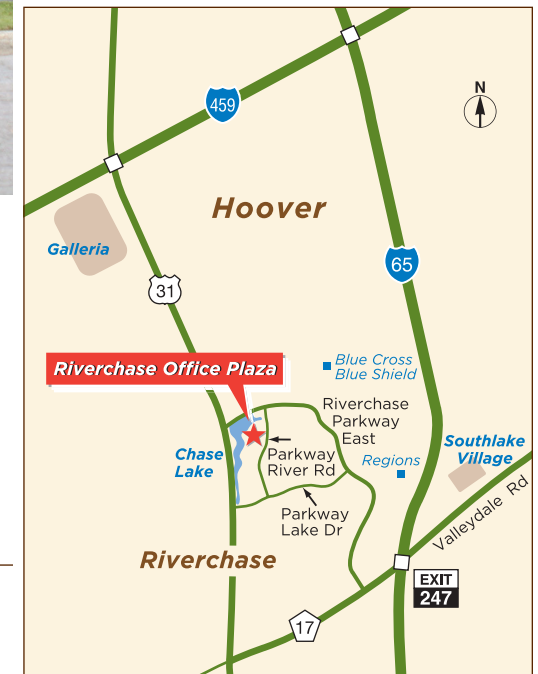 N
459
Hoover
Galleria
65
31
Blue Cross
Blue Shield
Riverchase Office Plaza
Riverchase
Parkway
East
Southlake
Village
Chase
Lake
Parkway
River Rd
Regions
Parkway
Lake Dr
Valleydale Rd
Riverchase
EXIT
247
17